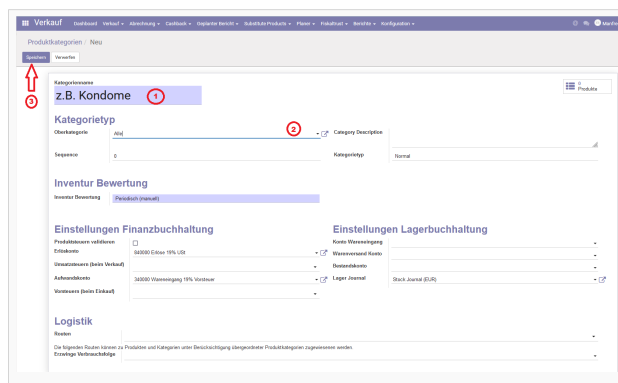 Verkauf Dashboard Verkauf Abrechnung Cashback Geplanter Bericht Substitute Products Planer Fiskaltrust Berichte Konfiguration Manfre
Produktkategorien / Neu
Speichern Verwerfen
3
Kategorienname
z.B. Kondome 1
0 Produkte
Kategorietyp
Oberkategorie Alle 2 Category Description
Sequence 0 Kategorietyp Normal
Inventur Bewertung
Inventur Bewertung Periodisch (manuell)
Einstellungen Finanzbuchhaltung Einstellungen Lagerbuchhaltung
Produktsteuern validieren Konto Wareneingang
Erlöskonto 840000 Erlöse 19% USt Warenversand Konto
Umsatzsteuern (beim Verkauf) Bestandskonto
Aufwandskonto 340000 Wareneingang 19% Vorsteuer Lager Journal Stock Journal (EUR)
Vorsteuern (beim Einkauf)
Logistik
Routen
Die folgenden Routen können zu Produkten und Kategorien unter Berücksichtigung übergeordneter Produktkategorien zugewiesen werden.
Erzwinge Verbrauchsfolge